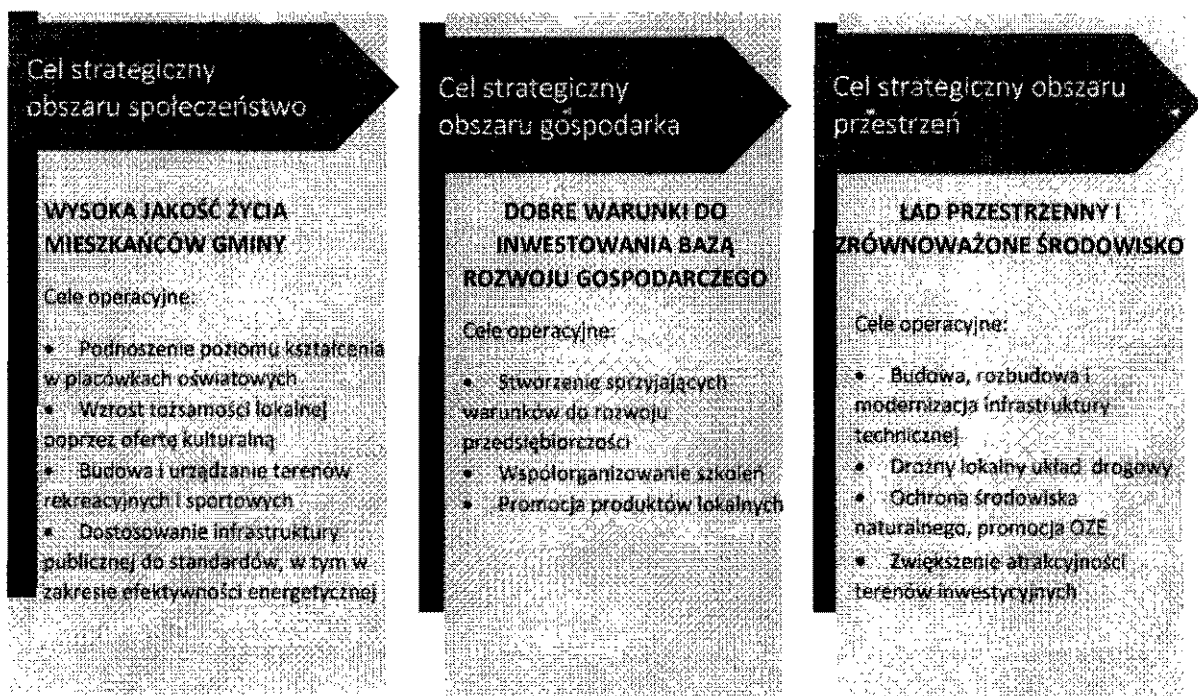 Cel strategiczny
obszaru społeczeństwo
WYSOKA JAKOŚĆ ŻYCIA
MIESZKAŃCÓW GMINY
Cele operacyjne:
• Podnoszenie poziomu kształcenia
w placówkach oświatowych
• Wzrost tożsamości lokalnej
poprzez ofertę kulturalną
• Budowa i urządzanie terenów
rekreacyjnych i sportowych
• Dostosowanie infrastruktury
publicznej do standardów, w tym w
zakresie efektywności energetycznej
Cel strategiczny
obszaru gospodarka
DOBRE WARUNKI DO
INWESTOWANIA BAZĄ
ROZWOJU GOSPODARCZEGO
Cele operacyjne:
• Stworzenie sprzyjających
warunków do rozwoju
przedsiębiorczości
• Współorganizowanie szkoleń
• Promocja produktów lokalnych
Cel strategiczny obszaru
przestrzeń
ŁAD PRZESTRZENNY I
ZRÓWNOWAŻONE ŚRODOWISKO
Cele operacyjne:
• Budowa, rozbudowa i
modernizacja infrastruktury
technicznej
• Drożny lokalny układ drogowy
• Ochrona środowiska
naturalnego, promocja OZE
• Zwiększenie atrakcyjności
terenów inwestycyjnych